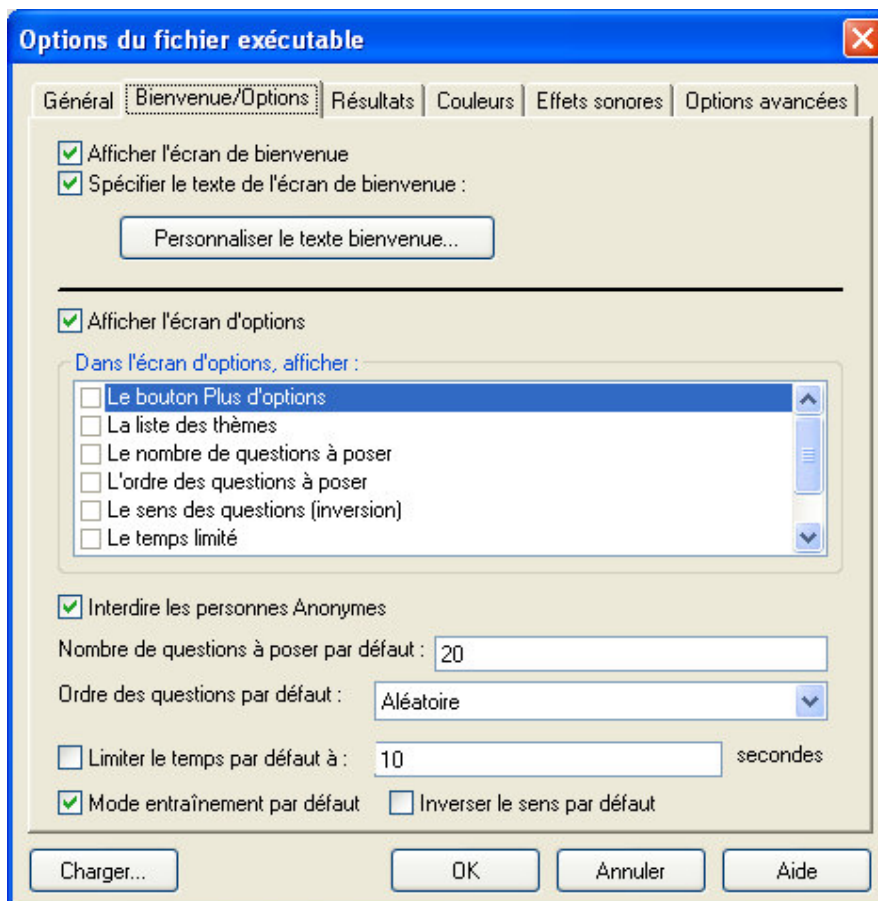 Options du fichier exécutable
Général Bienvenue/Options Résultats Couleurs Effets sonores Options avancées
Afficher l'écran de bienvenue
Spécifier le texte de l'écran de bienvenue :
Personnaliser le texte bienvenue...
Afficher l'écran d'options
Dans l'écran d'options, afficher :
Le bouton Plus d'options
La liste des thèmes
Le nombre de questions à poser
L'ordre des questions à poser
Le sens des questions (inversion)
Le temps limité
Interdire les personnes Anonymes
Nombre de questions à poser par défaut : 20
Ordre des questions par défaut : Aléatoire
Limiter le temps par défaut à : 10 secondes
Mode entraînement par défaut Inverser le sens par défaut
Charger... OK Annuler Aide